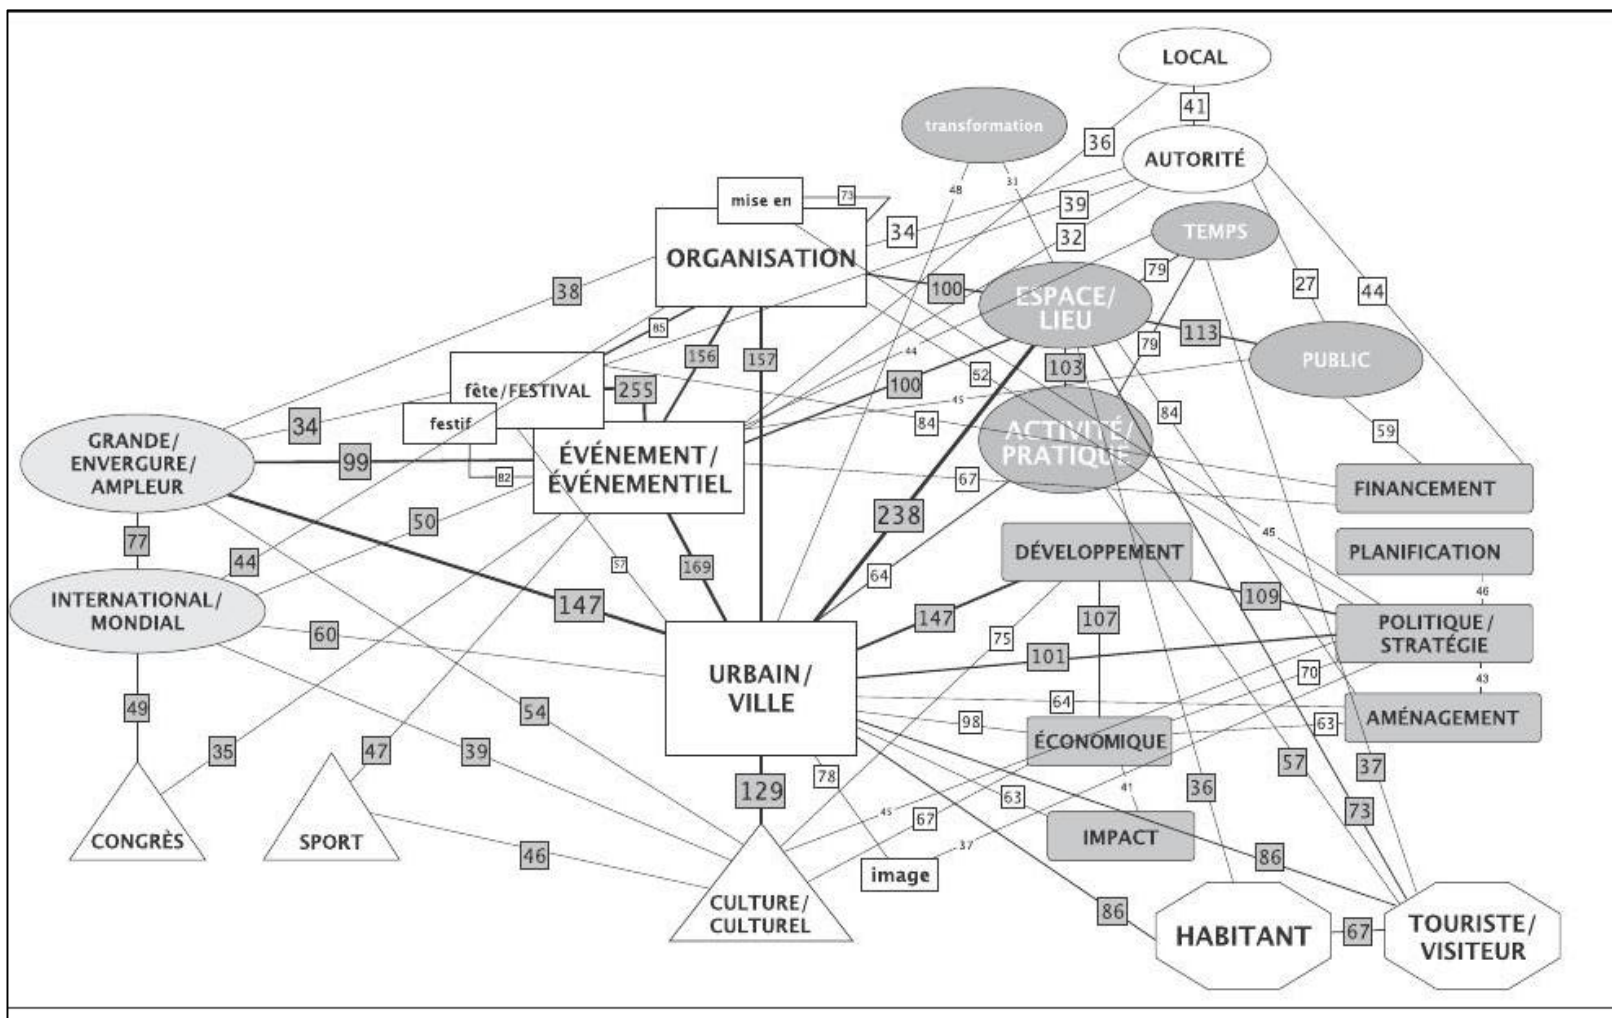 LOCAL
41
transformation
36
AUTORITÉ
48
31
mise en
73
39
34
32
TEMPS
ORGANISATION
79
38
100
ESPACE/
LIEU
27
44
85
156
157
44
79
113
PUBLIC
fête/FESTIVAL
255
100
52
103
45
84
festif
34
84
ACTIVITÉ/
PRATIQUE
59
GRANDE/
ENVERGURE/
AMPLEUR
99
ÉVÉNEMENT/
ÉVÉNEMENTIEL
82
67
FINANCEMENT
50
238
45
77
44
57
169
64
DÉVELOPPEMENT
PLANIFICATION
INTERNATIONAL/
MONDIAL
147
147
107
109
46
60
75
POLITIQUE/
STRATÉGIE
101
URBAIN/
VILLE
70
43
49
54
64
98
63
AMÉNAGEMENT
35
47
39
ÉCONOMIQUE
57
37
78
129
41
36
63
73
45
67
CONGRÈS
SPORT
IMPACT
46
37
86
image
CULTURE/
CULTUREL
86
HABITANT
67
TOURISTE/
VISITEUR